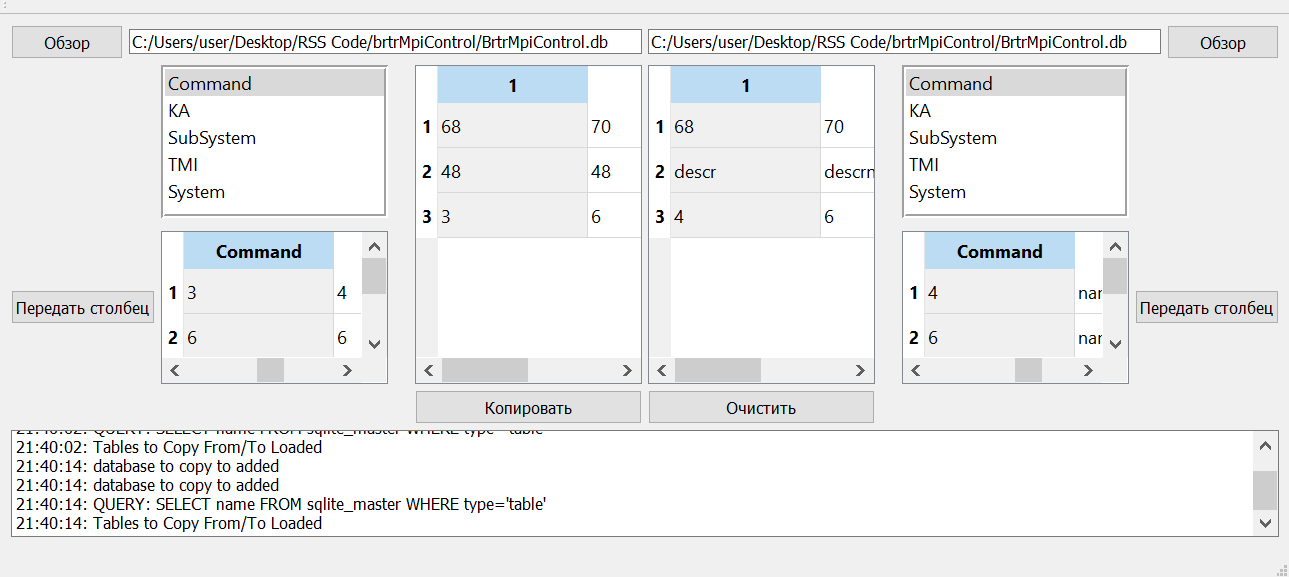 Обзор C:/Users/user/Desktop/RSS Code/brtrMpiControl/BrtrMpiControl.db C:/Users/user/Desktop/RSS Code/brtrMpiControl/BrtrMpiControl.db Обзор
Command
KA
SubSystem
TMI
System
1
1 68 70
2 48 48
3 3 6
1
1 68 70
2 descr descrn
3 4 6
Command
KA
SubSystem
TMI
System
Передать столбец
Command
1 3 4
2 6 6
Command
1 4 nar
2 6 nar
Передать столбец
Копировать Очистить
21:40:02: QUERY: SELECT name FROM sqlite_master WHERE type='table'
21:40:02: Tables to Copy From/To Loaded
21:40:14: database to copy to added
21:40:14: database to copy to added
21:40:14: QUERY: SELECT name FROM sqlite_master WHERE type='table'
21:40:14: Tables to Copy From/To Loaded